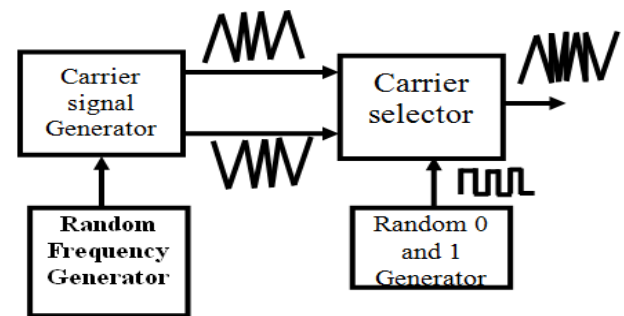 Carrier
signal
Generator
Carrier
selector
Random
Frequency
Generator
Random 0
and 1
Generator